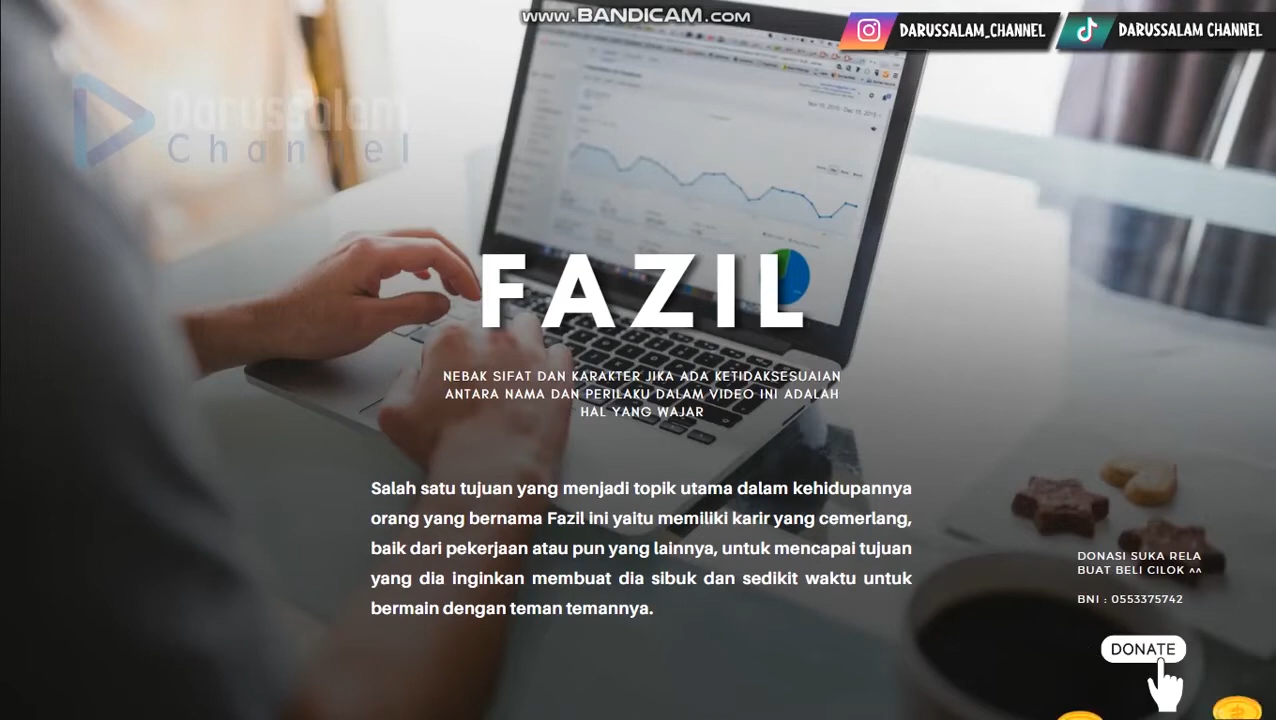 www.BANDICAM.com
DARUSSALAM_CHANNEL
DARUSSALAM CHANNEL
Darussalam
Channel
FAZIL
NEBAK SIFAT DAN KARAKTER JIKA ADA KETIDAKSESUAIAN
ANTARA NAMA DAN PERILAKU DALAM VIDEO INI ADALAH
HAL YANG WAJAR
Salah satu tujuan yang menjadi topik utama dalam kehidupannya
orang yang bernama Fazil ini yaitu memiliki karir yang cemerlang,
baik dari pekerjaan atau pun yang lainnya, untuk mencapai tujuan
yang dia inginkan membuat dia sibuk dan sedikit waktu untuk
bermain dengan teman temannya.
DONASI SUKA RELA
BUAT BELI CILOK ^^
BNI : 0553375742
DONATE